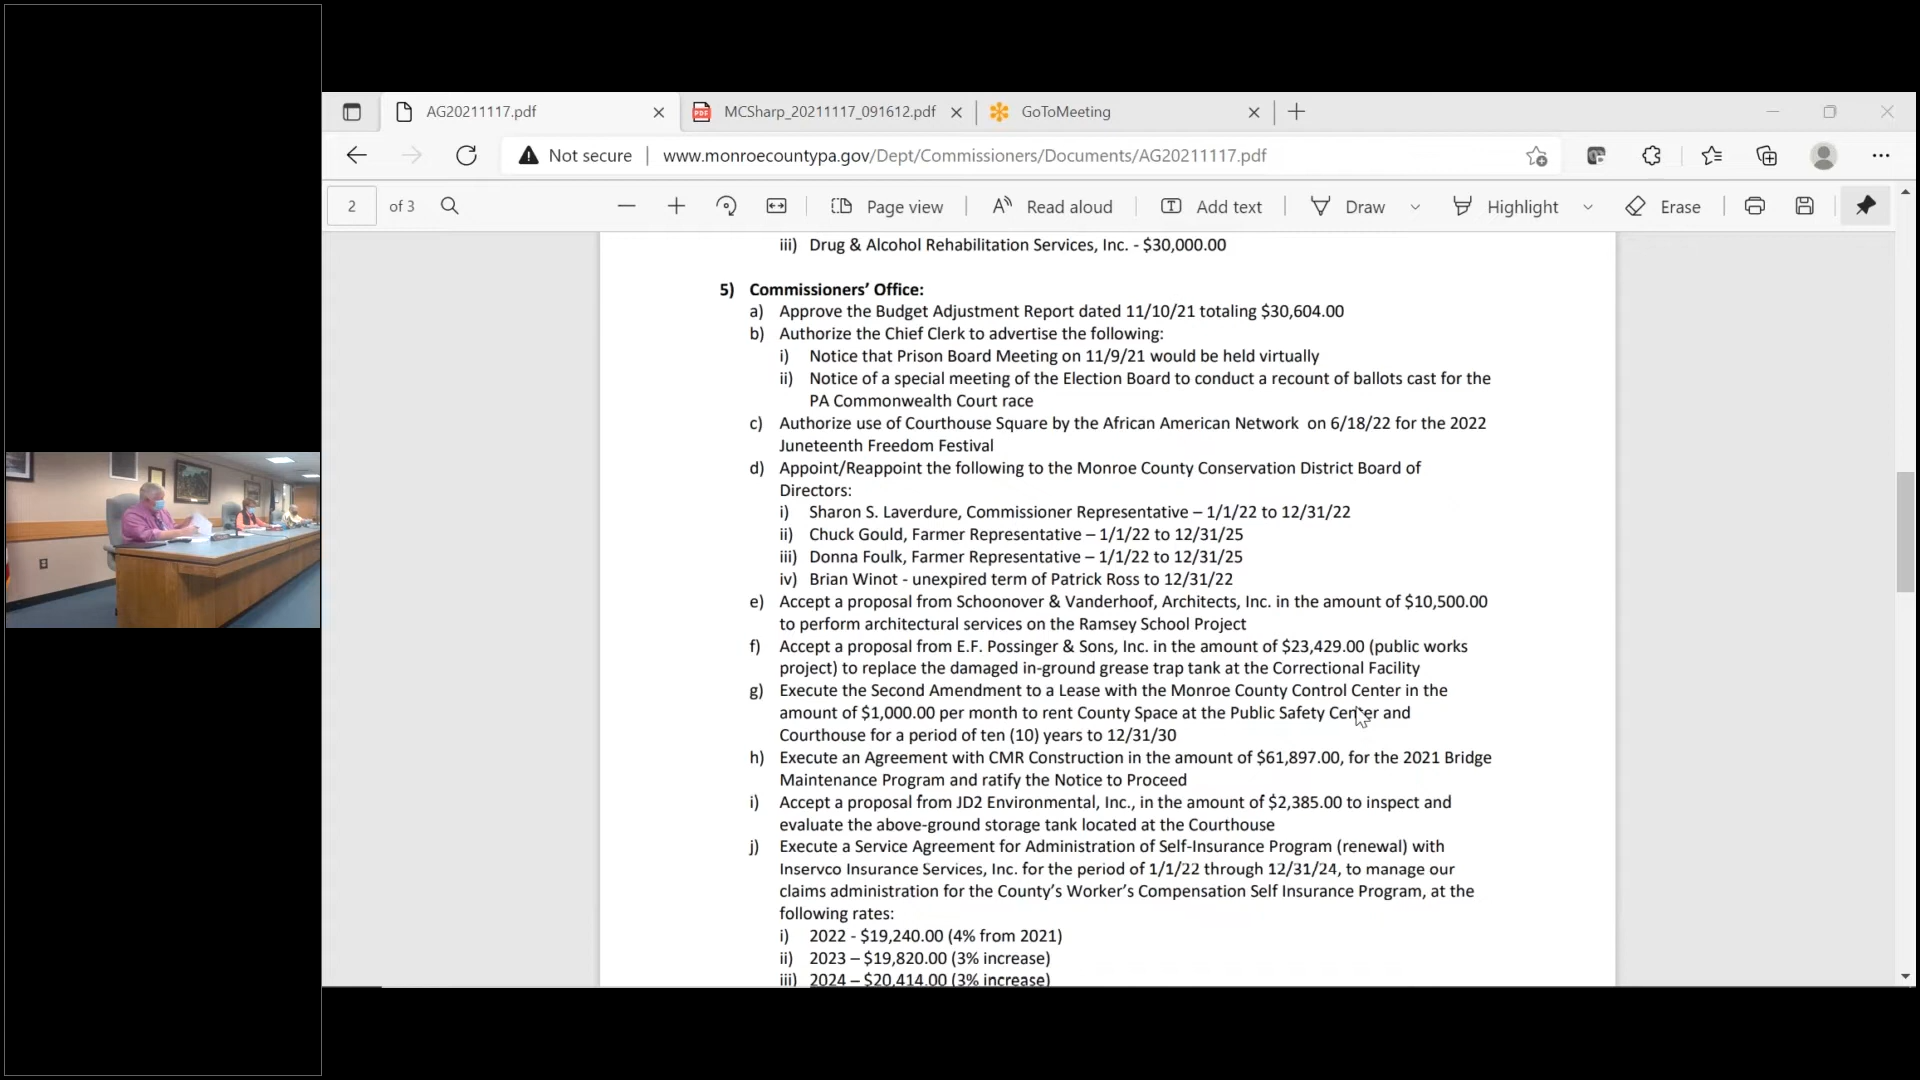 AG20211117.pdf
MCSharp_20211117_091612.pdf
GoToMeeting
Not secure
www.monroecountypa.gov/Dept/Commissioners/Documents/AG20211117.pdf
2 of 3
Page view
Read aloud
Add text
Draw
Highlight
Erase
iii) Drug & Alcohol Rehabilitation Services, Inc. - $30,000.00
5) Commissioners’ Office:
a) Approve the Budget Adjustment Report dated 11/10/21 totaling $30,604.00
b) Authorize the Chief Clerk to advertise the following:
i) Notice that Prison Board Meeting on 11/9/21 would be held virtually
ii) Notice of a special meeting of the Election Board to conduct a recount of ballots cast for the
PA Commonwealth Court race
c) Authorize use of Courthouse Square by the African American Network on 6/18/22 for the 2022
Juneteenth Freedom Festival
d) Appoint/Reappoint the following to the Monroe County Conservation District Board of
Directors:
i) Sharon S. Laverdure, Commissioner Representative – 1/1/22 to 12/31/22
ii) Chuck Gould, Farmer Representative – 1/1/22 to 12/31/25
iii) Donna Foulk, Farmer Representative – 1/1/22 to 12/31/25
iv) Brian Winot - unexpired term of Patrick Ross to 12/31/22
e) Accept a proposal from Schoonover & Vanderhoof, Architects, Inc. in the amount of $10,500.00
to perform architectural services on the Ramsey School Project
f) Accept a proposal from E.F. Possinger & Sons, Inc. in the amount of $23,429.00 (public works
project) to replace the damaged in-ground grease trap tank at the Correctional Facility
g) Execute the Second Amendment to a Lease with the Monroe County Control Center in the
amount of $1,000.00 per month to rent County Space at the Public Safety Center and
Courthouse for a period of ten (10) years to 12/31/30
h) Execute an Agreement with CMR Construction in the amount of $61,897.00, for the 2021 Bridge
Maintenance Program and ratify the Notice to Proceed
i) Accept a proposal from JD2 Environmental, Inc., in the amount of $2,385.00 to inspect and
evaluate the above-ground storage tank located at the Courthouse
j) Execute a Service Agreement for Administration of Self-Insurance Program (renewal) with
Inservco Insurance Services, Inc. for the period of 1/1/22 through 12/31/24, to manage our
claims administration for the County’s Worker’s Compensation Self Insurance Program, at the
following rates:
i) 2022 - $19,240.00 (4% from 2021)
ii) 2023 – $19,820.00 (3% increase)
iii) 2024 – $20,414.00 (3% increase)